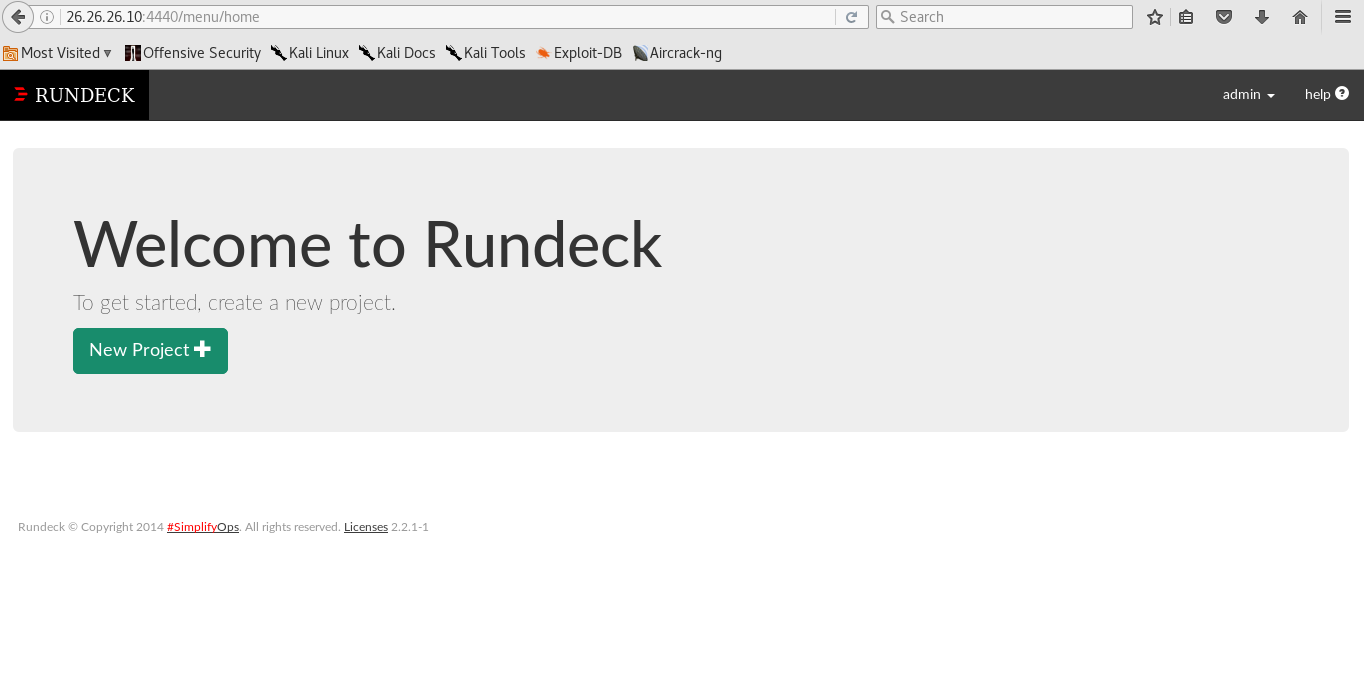 26.26.26.10:4440/menu/home Search
Most Visited Offensive Security Kali Linux Kali Docs Kali Tools Exploit-DB Aircrack-ng
RUNDECK admin help
Welcome to Rundeck
To get started, create a new project.
New Project
Rundeck © Copyright 2014 #SimplifyOps. All rights reserved. Licenses 2.2.1-1